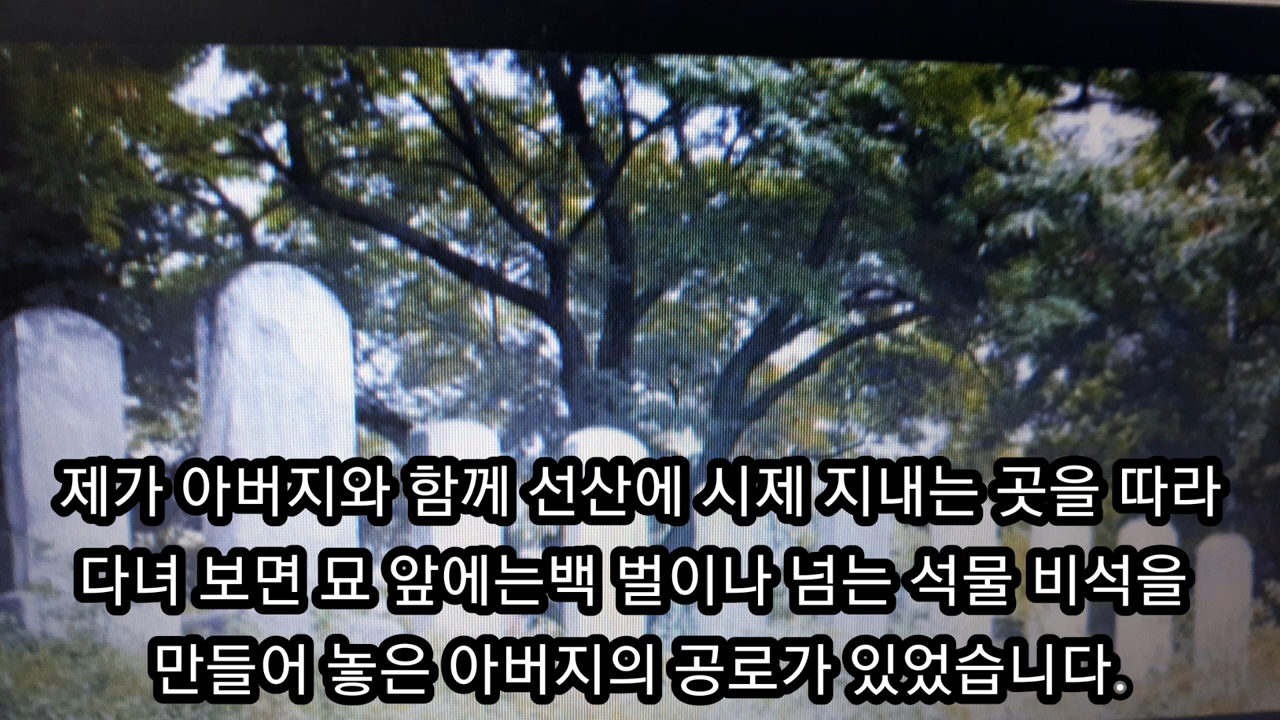 제가 아버지와 함께 선산에 시제 지내는 곳을 따라
다녀 보면 묘 앞에는백 벌이나 넘는 석물 비석을
만들어 놓은 아버지의 공로가 있었습니다.